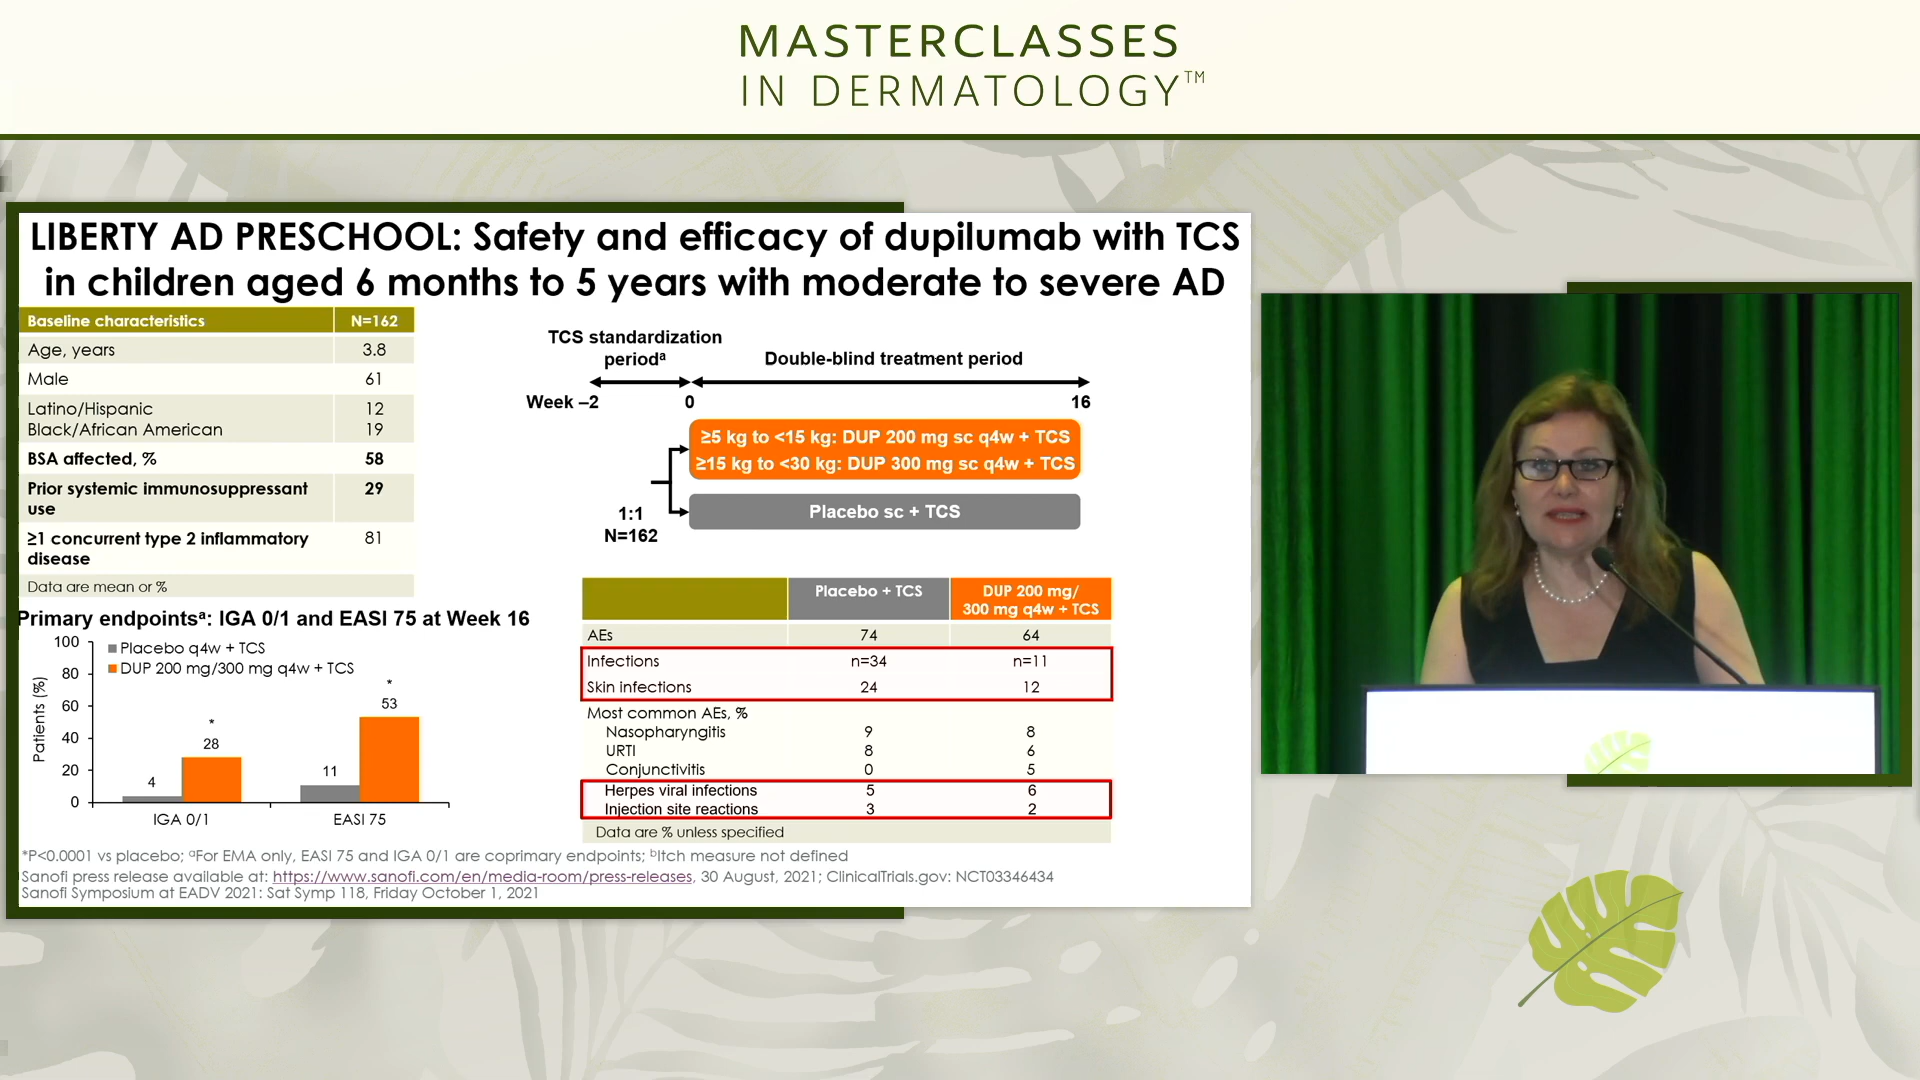 MASTERCLASSES
IN DERMATOLOGY™
LIBERTY AD PRESCHOOL: Safety and efficacy of dupilumab with TCS
in children aged 6 months to 5 years with moderate to severe AD
Baseline characteristics N=162
Age, years 3.8
Male 61
Latino/Hispanic 12
Black/African American 19
BSA affected, % 58
Prior systemic immunosuppressant 29
use
≥1 concurrent type 2 inflammatory 81
disease
Data are mean or %
TCS standardization
periodᵃ
Double-blind treatment period
Week –2 0 16
≥5 kg to <15 kg: DUP 200 mg sc q4w + TCS
≥15 kg to <30 kg: DUP 300 mg sc q4w + TCS
Placebo sc + TCS
1:1
N=162
Primary endpointsᵃ: IGA 0/1 and EASI 75 at Week 16
Patients (%)
100
80
60
40
20
0
Placebo q4w + TCS
DUP 200 mg/300 mg q4w + TCS
4
*
28
11
*
53
IGA 0/1 EASI 75
Placebo + TCS DUP 200 mg/
300 mg q4w + TCS
AEs 74 64
Infections n=34 n=11
Skin infections 24 12
Most common AEs, %
Nasopharyngitis 9 8
URTI 8 6
Conjunctivitis 0 5
Herpes viral infections 5 6
Injection site reactions 3 2
Data are % unless specified
*P<0.0001 vs placebo; ᵃFor EMA only, EASI 75 and IGA 0/1 are coprimary endpoints; ᵇItch measure not defined
Sanofi press release available at: https://www.sanofi.com/en/media-room/press-releases, 30 August, 2021; ClinicalTrials.gov: NCT03346434
Sanofi Symposium at EADV 2021: Sat Symp 118, Friday October 1, 2021